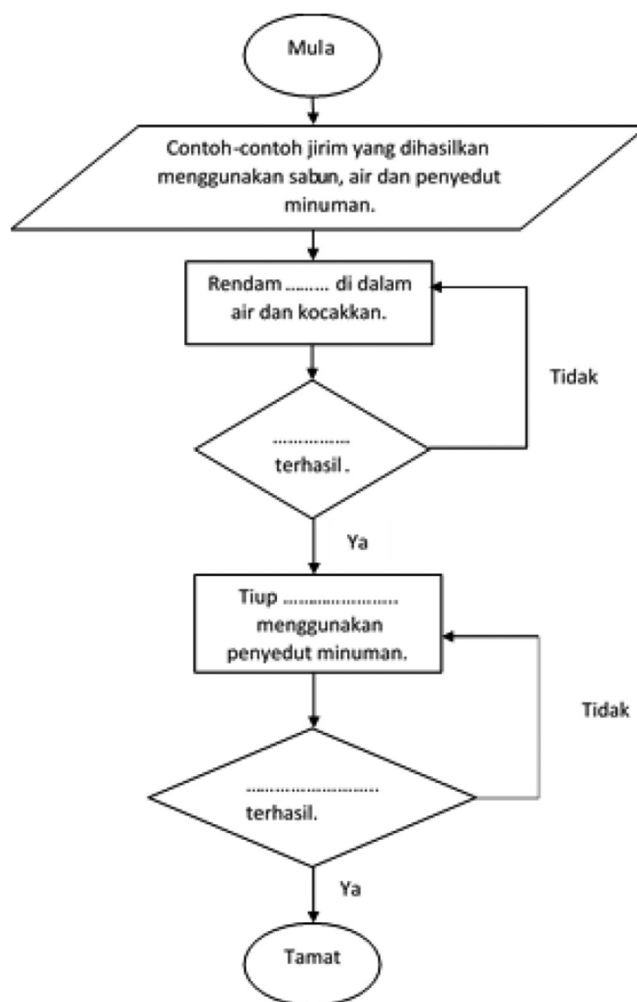 Mula
Contoh-contoh jirim yang dihasilkan
menggunakan sabun, air dan penyedut
minuman.
Rendam ......... di dalam
air dan kocakkan.
Tidak
................
terhasil.
Ya
Tiup ........................
menggunakan
penyedut minuman.
Tidak
............................
terhasil.
Ya
Tamat